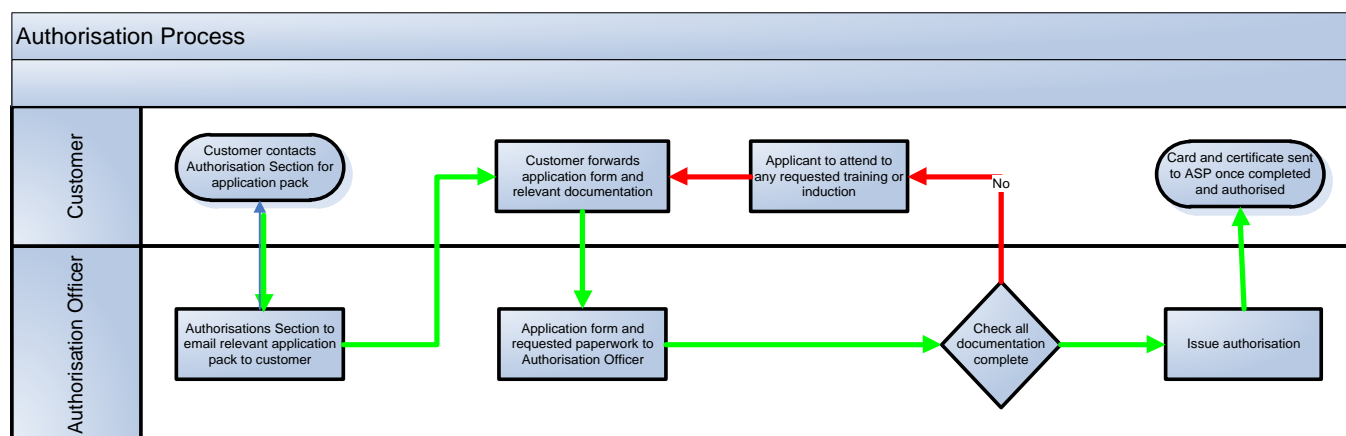 Authorisation Process
Customer
Customer contacts
Authorisation Section for
application pack
Customer forwards
application form and
relevant documentation
Applicant to attend to
any requested training or
induction
No
Card and certificate sent
to ASP once completed
and authorised
Authorisation Officer
Authorisations Section to
email relevant application
pack to customer
Application form and
requested paperwork to
Authorisation Officer
Check all
documentation
complete
Issue authorisation